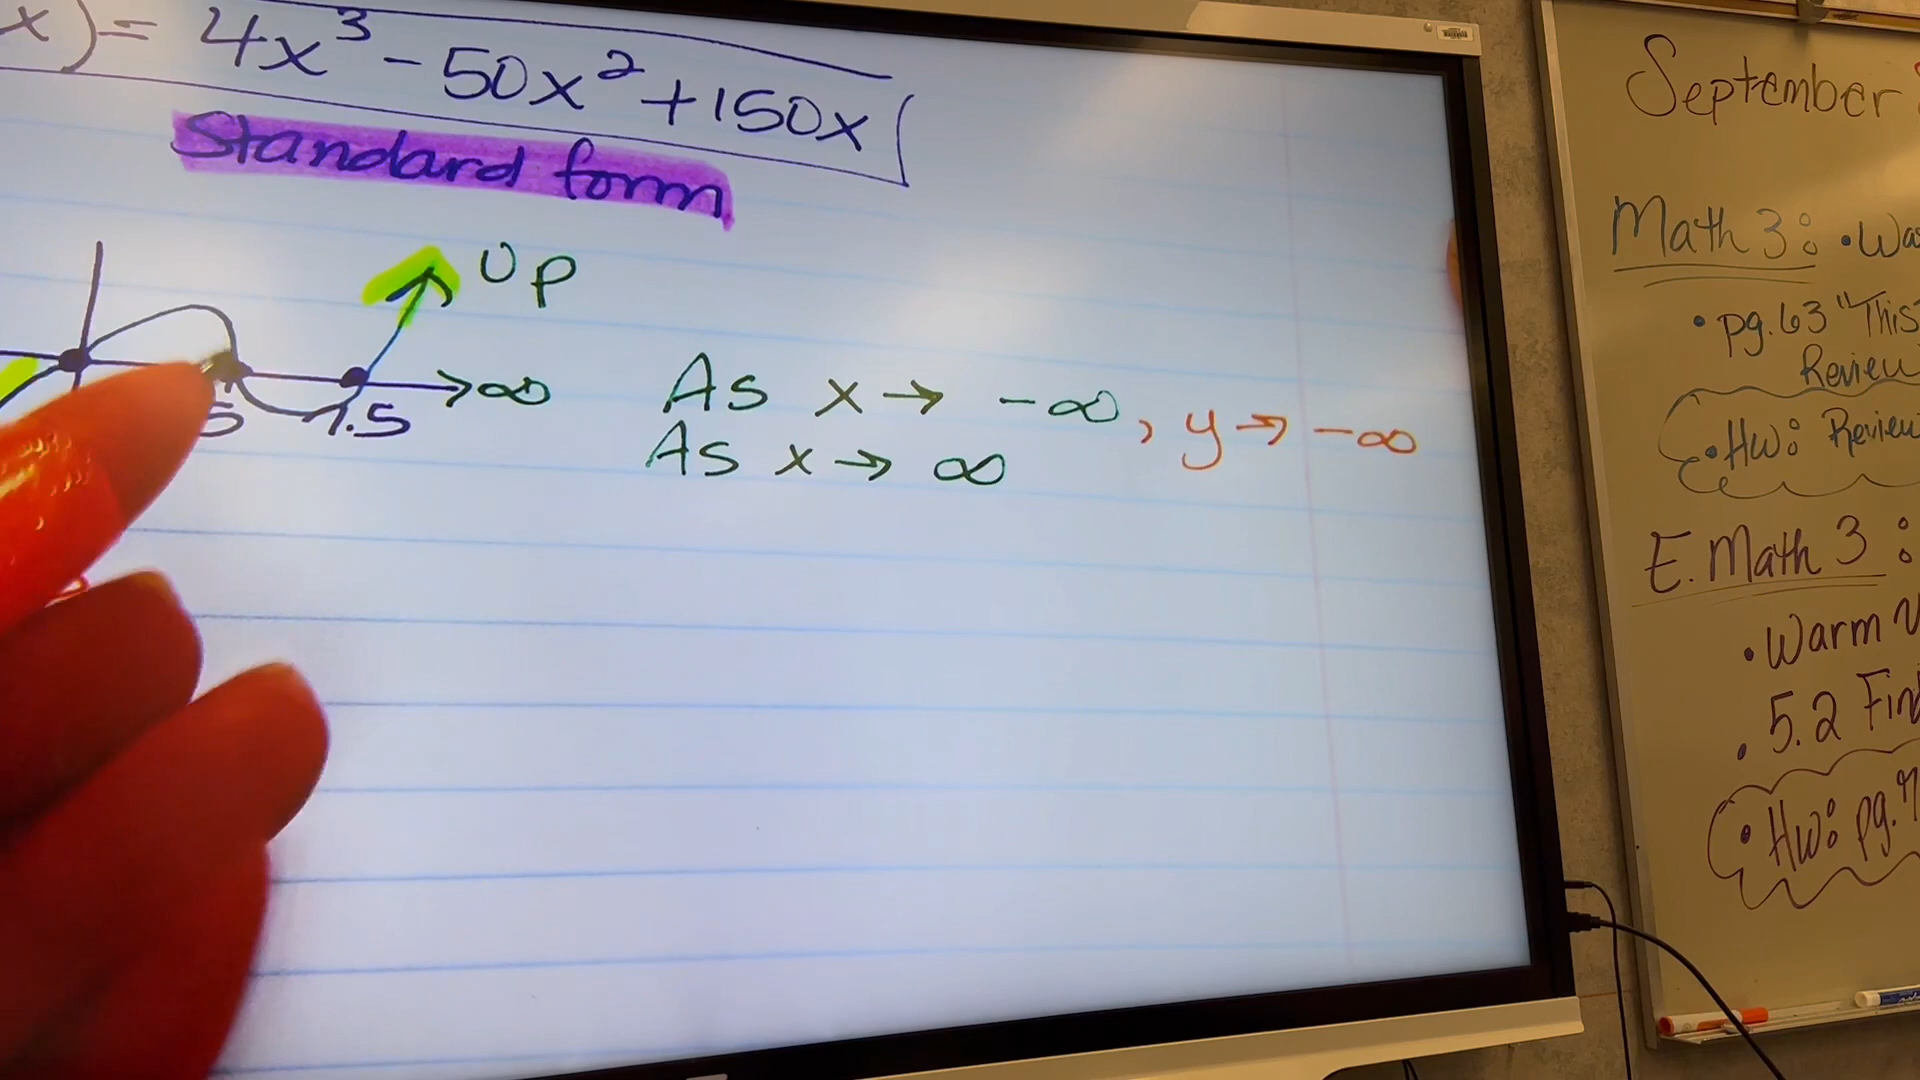 x) = 4x³ - 50x² + 150x
Standard form
Up
∞
5
7.5
As x → -∞, y → -∞
As x → ∞
September
Math 3: • Wa
• pg. 63 "This
Review
• Hw: Review
E. Math 3:
• Warm U
• 5.2 Find
• Hw: pg.